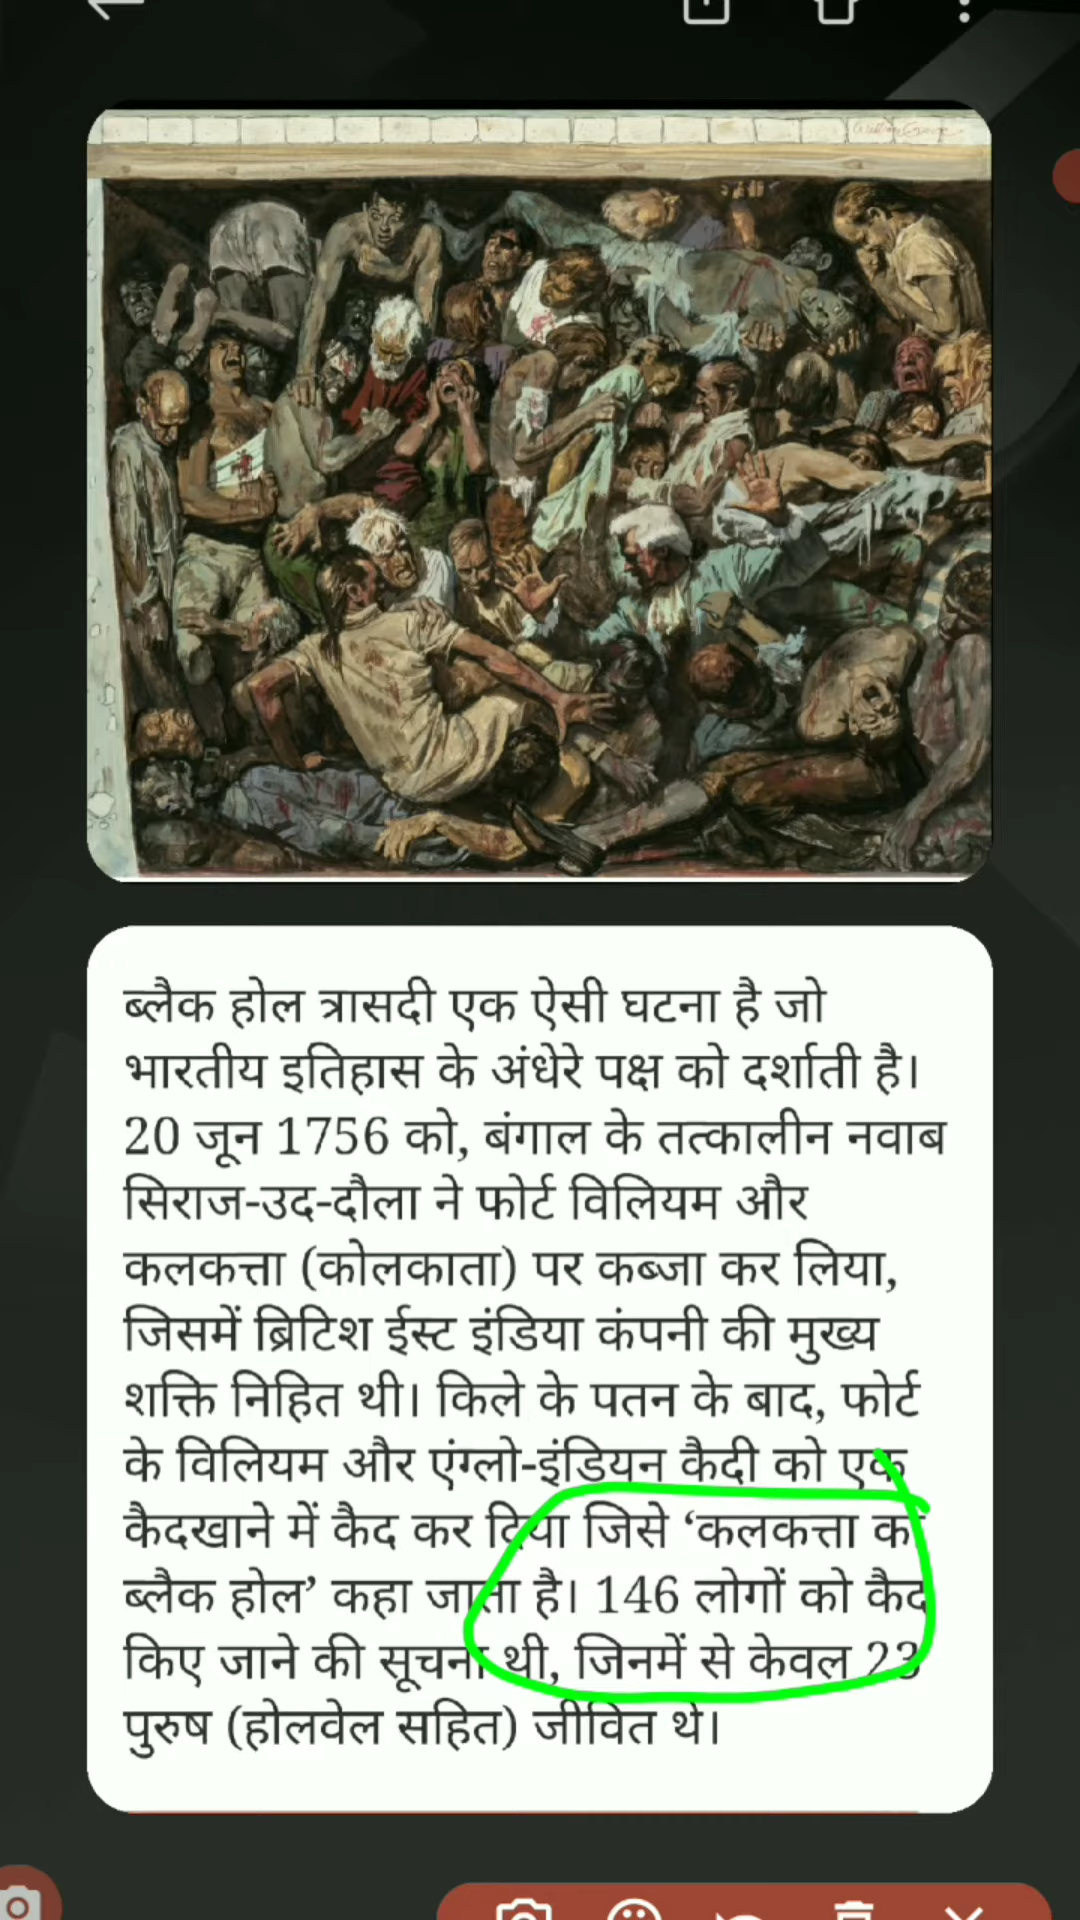 ब्लैक होल त्रासदी एक ऐसी घटना है जो
भारतीय इतिहास के अंधेरे पक्ष को दर्शाती है।
20 जून 1756 को, बंगाल के तत्कालीन नवाब
सिराज-उद-दौला ने फोर्ट विलियम और
कलकत्ता (कोलकाता) पर कब्जा कर लिया,
जिसमें ब्रिटिश ईस्ट इंडिया कंपनी की मुख्य
शक्ति निहित थी। किले के पतन के बाद, फोर्ट
के विलियम और एंग्लो-इंडियन कैदी को एक
कैदखाने में कैद कर दिया जिसे ‘कलकत्ता का
ब्लैक होल’ कहा जाता है। 146 लोगों को कैद
किए जाने की सूचना थी, जिनमें से केवल 23
पुरुष (होलवेल सहित) जीवित थे।